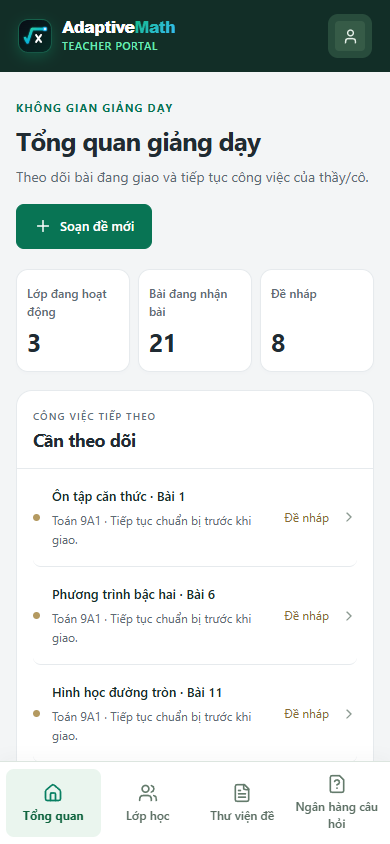 AdaptiveMath
TEACHER PORTAL
KHÔNG GIAN GIẢNG DẠY
Tổng quan giảng dạy
Theo dõi bài đang giao và tiếp tục công việc của thầy/cô.
Soạn đề mới
Lớp đang hoạt
động
3
Bài đang nhận
bài
21
Đề nháp
8
CÔNG VIỆC TIẾP THEO
Cần theo dõi
Ôn tập căn thức · Bài 1
Toán 9A1 · Tiếp tục chuẩn bị trước khi
giao.
Đề nháp
Phương trình bậc hai · Bài 6
Toán 9A1 · Tiếp tục chuẩn bị trước khi
giao.
Đề nháp
Hình học đường tròn · Bài 11
Toán 9A1 · Tiếp tục chuẩn bị trước khi
giao.
Đề nháp
Tổng quan
Lớp học
Thư viện đề
Ngân hàng câu
hỏi